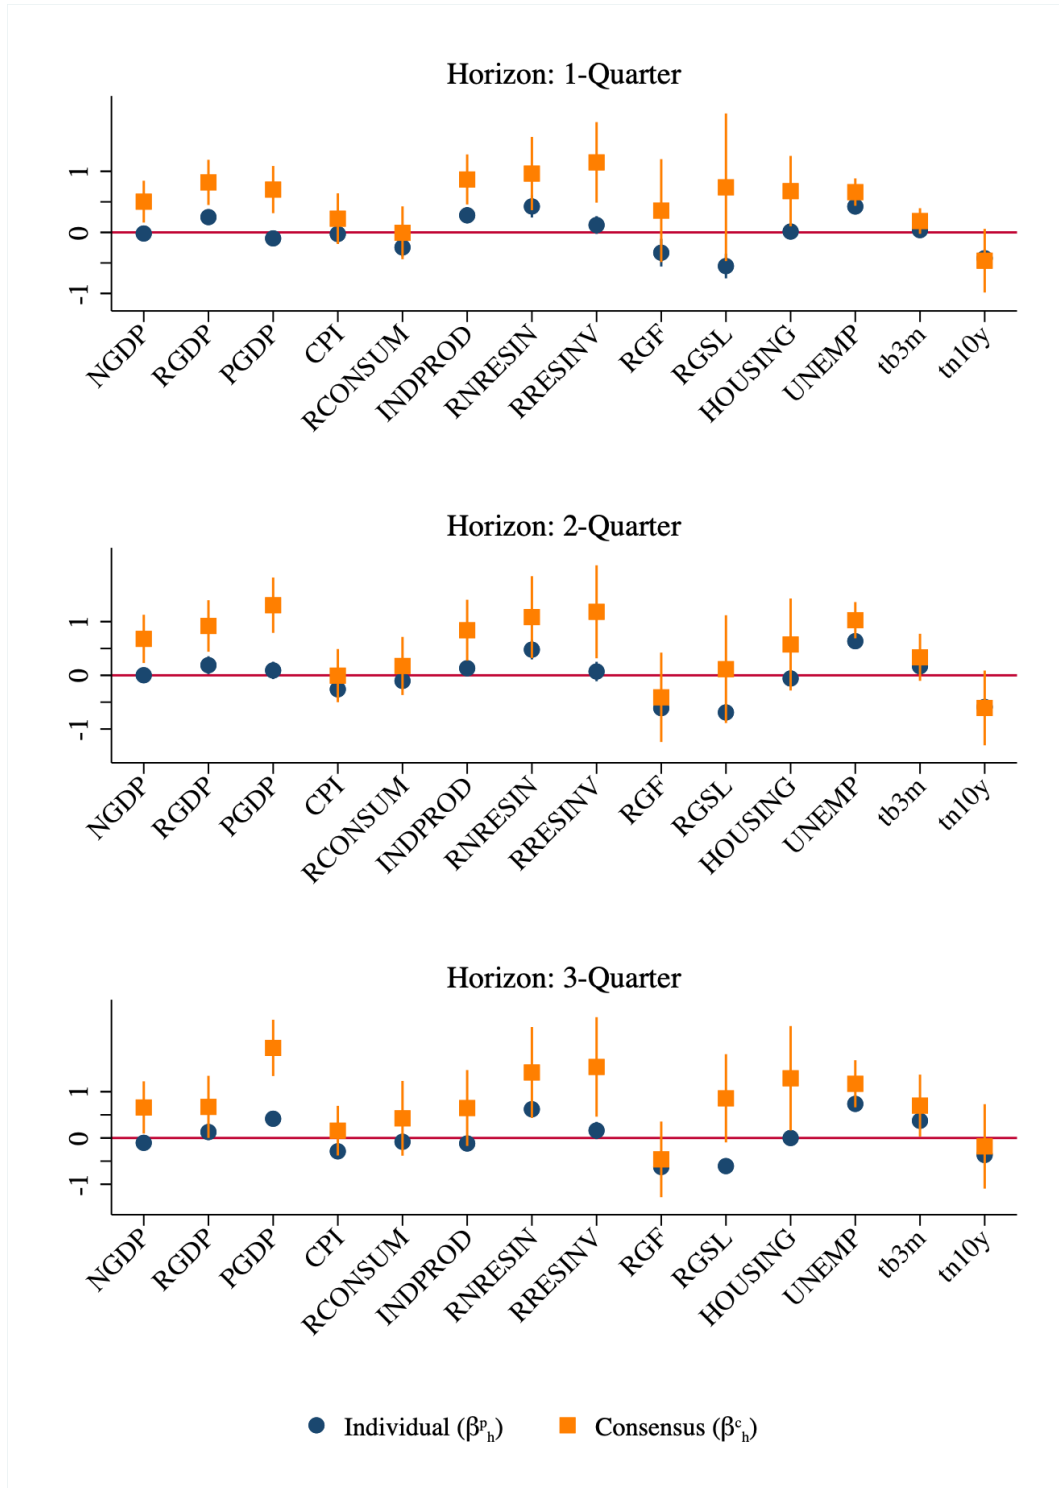 Horizon: 1-Quarter
1
0
-1
NGDP
RGDP
PGDP
CPI
RCONSUM
INDPROD
RNRESIN
RRESINV
RGF
RGSL
HOUSING
UNEMP
tb3m
tn10y
Horizon: 2-Quarter
1
0
-1
NGDP
RGDP
PGDP
CPI
RCONSUM
INDPROD
RNRESIN
RRESINV
RGF
RGSL
HOUSING
UNEMP
tb3m
tn10y
Horizon: 3-Quarter
1
0
-1
NGDP
RGDP
PGDP
CPI
RCONSUM
INDPROD
RNRESIN
RRESINV
RGF
RGSL
HOUSING
UNEMP
tb3m
tn10y
Individual (βᵖₕ) Consensus (βᶜₕ)